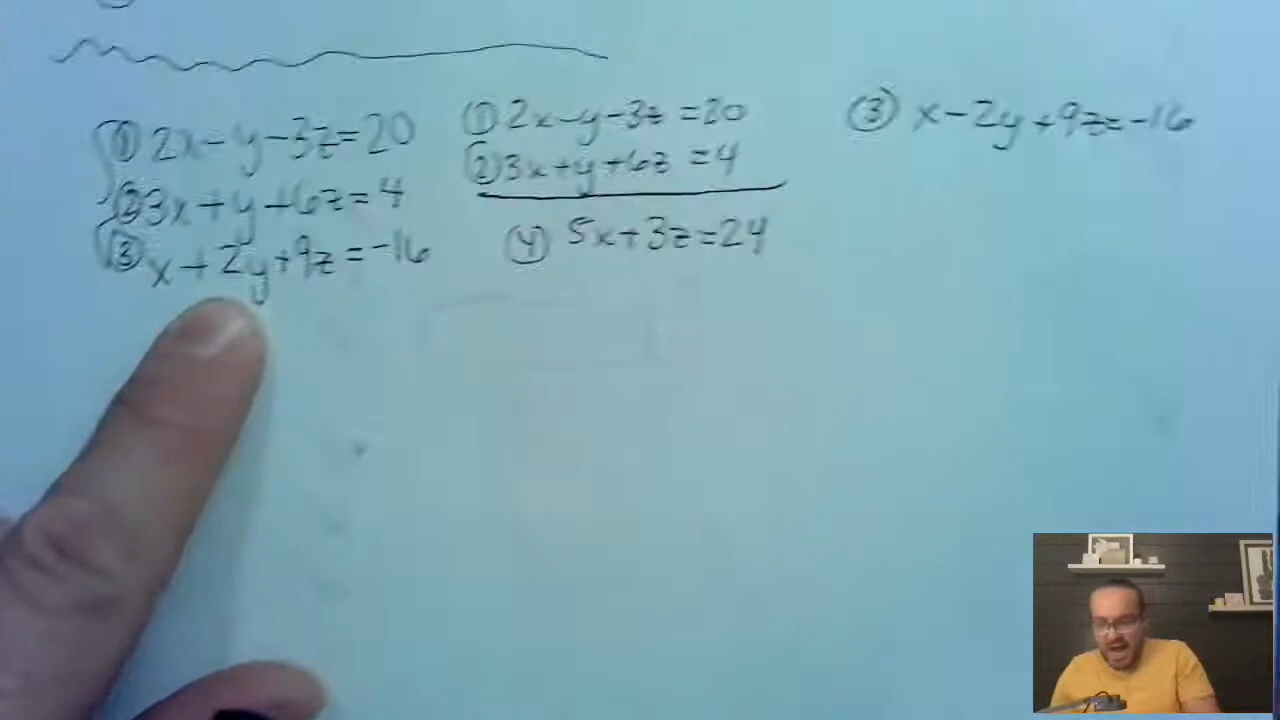 ① 2x-y-3z=20
② 3x+y+6z=4
③ x+2y+9z=-16
① 2x-y-3z=20
② 3x+y+6z=4
④ 5x+3z=24
③ x-2y+9z=-16